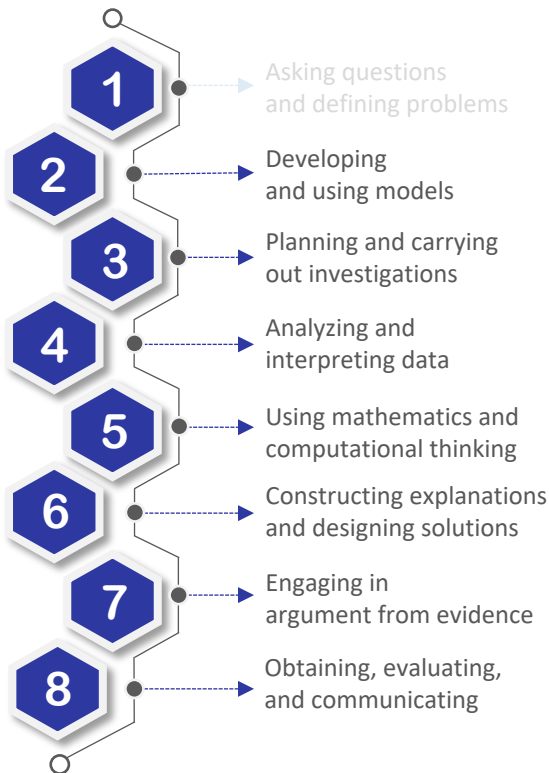 1
Asking questions
and defining problems
2
Developing
and using models
3
Planning and carrying
out investigations
4
Analyzing and
interpreting data
5
Using mathematics and
computational thinking
6
Constructing explanations
and designing solutions
7
Engaging in
argument from evidence
8
Obtaining, evaluating,
and communicating